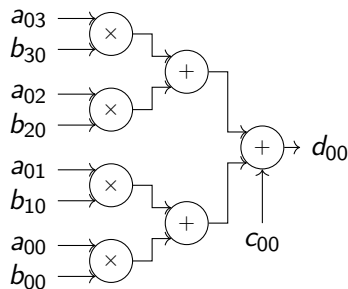 a₀₃
b₃₀
×
+
a₀₂
b₂₀
×
+
d₀₀
a₀₁
b₁₀
×
+
c₀₀
a₀₀
b₀₀
×